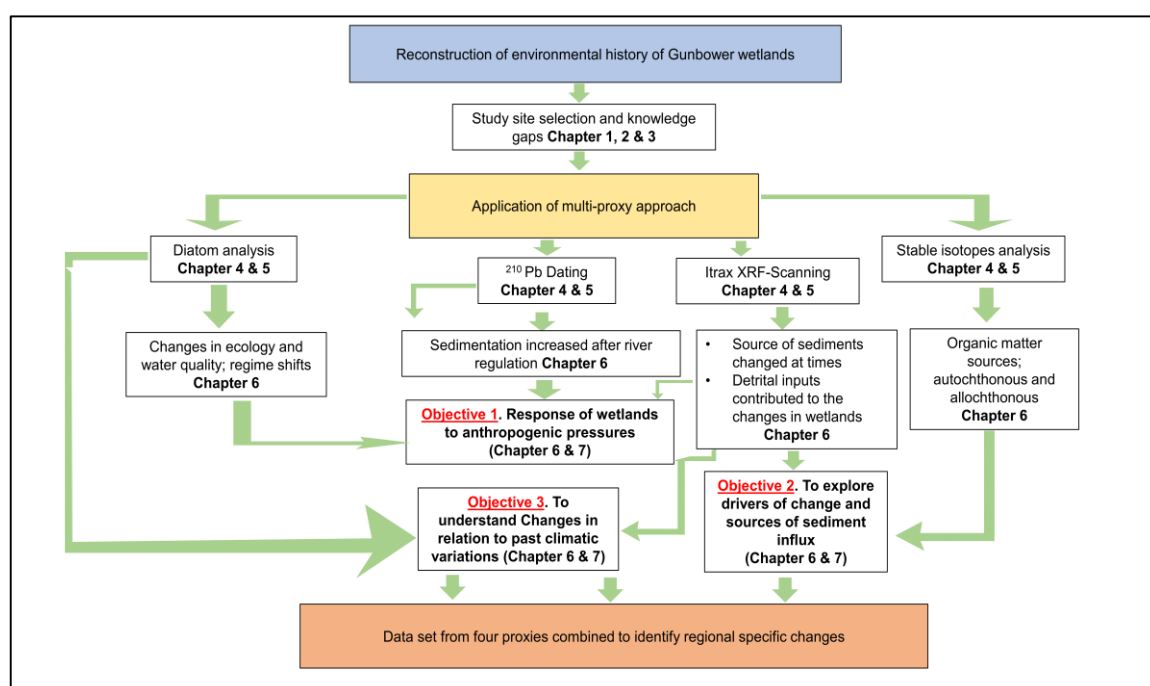 Reconstruction of environmental history of Gunbower wetlands
Study site selection and knowledge
gaps Chapter 1, 2 & 3
Application of multi-proxy approach
Diatom analysis
Chapter 4 & 5
²¹⁰ Pb Dating
Chapter 4 & 5
Itrax XRF-Scanning
Chapter 4 & 5
Stable isotopes analysis
Chapter 4 & 5
Changes in ecology and
water quality; regime shifts
Chapter 6
Sedimentation increased after river
regulation Chapter 6
• Source of sediments
changed at times
• Detrital inputs
contributed to the
changes in wetlands
Chapter 6
Organic matter
sources;
autochthonous and
allochthonous
Chapter 6
Objective 1. Response of wetlands
to anthropogenic pressures
(Chapter 6 & 7)
Objective 3. To
understand Changes in
relation to past climatic
variations (Chapter 6 & 7)
Objective 2. To explore
drivers of change and
sources of sediment
influx
(Chapter 6 & 7)
Data set from four proxies combined to identify regional specific changes